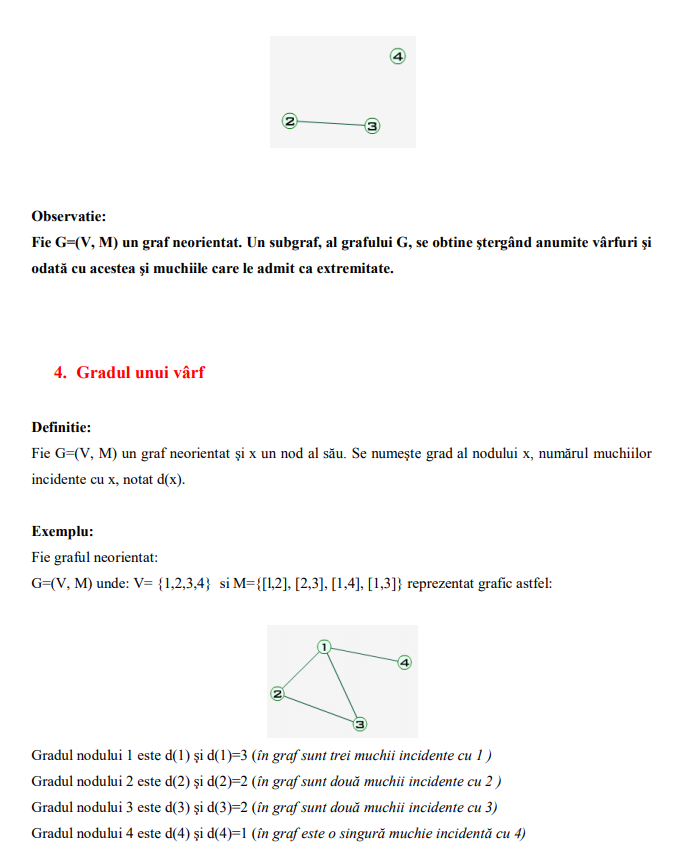 4
2
3
Observatie:
Fie G=(V, M) un graf neorientat. Un subgraf, al grafului G, se obtine ştergând anumite vârfuri şi
odată cu acestea şi muchiile care le admit ca extremitate.
4. Gradul unui vârf
Definitie:
Fie G=(V, M) un graf neorientat şi x un nod al său. Se numeşte grad al nodului x, numărul muchiilor
incidente cu x, notat d(x).
Exemplu:
Fie graful neorientat:
G=(V, M) unde: V= {1,2,3,4} si M={[1,2], [2,3], [1,4], [1,3]} reprezentat grafic astfel:
1
4
2
3
Gradul nodului 1 este d(1) şi d(1)=3 (în graf sunt trei muchii incidente cu 1 )
Gradul nodului 2 este d(2) şi d(2)=2 (în graf sunt două muchii incidente cu 2 )
Gradul nodului 3 este d(3) şi d(3)=2 (în graf sunt două muchii incidente cu 3)
Gradul nodului 4 este d(4) şi d(4)=1 (în graf este o singură muchie incidentă cu 4)